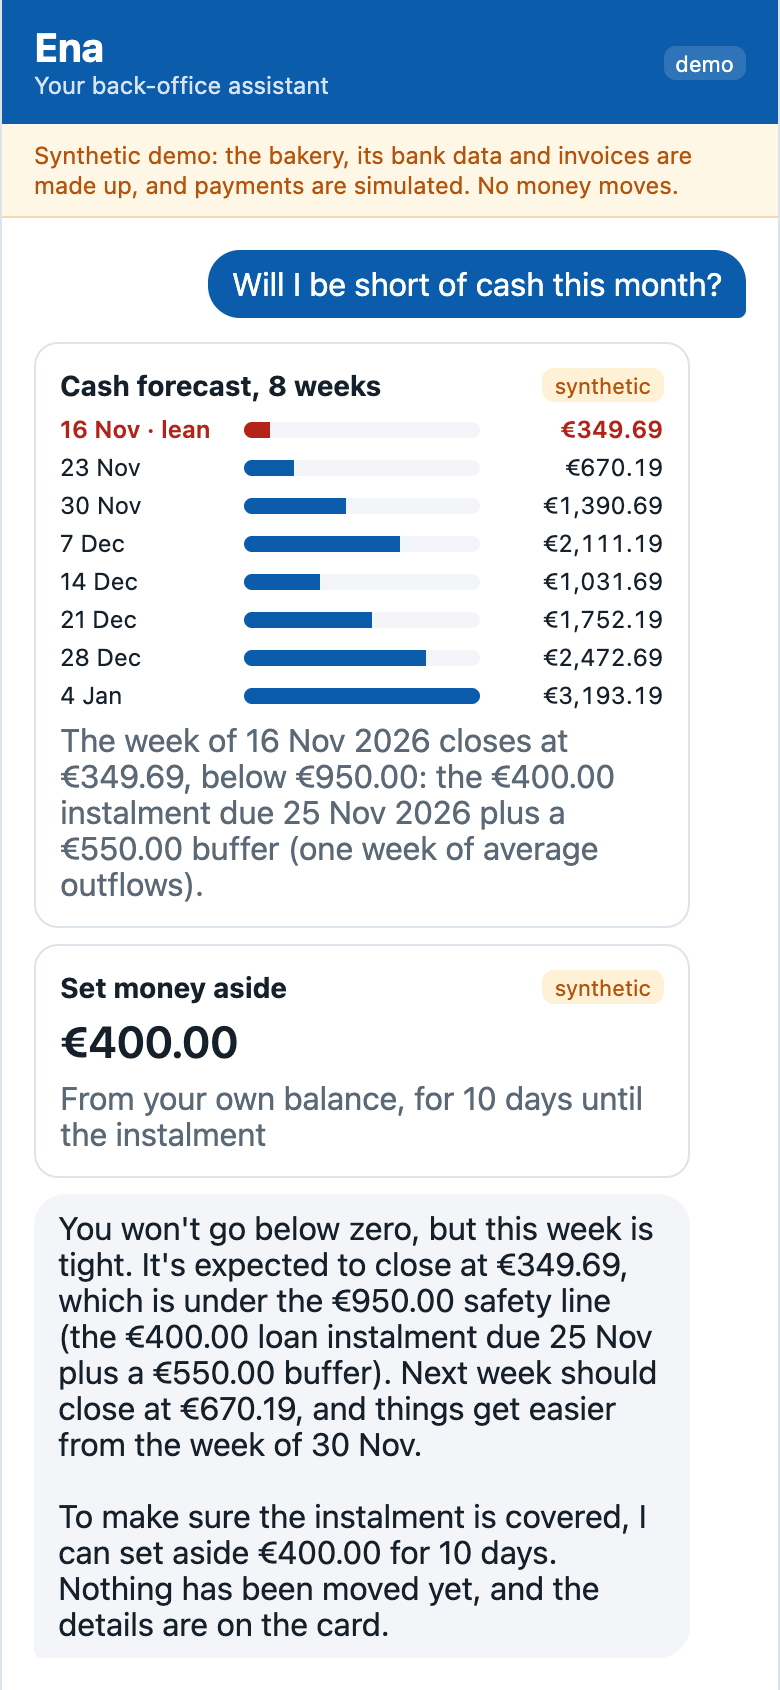 Ena
Your back-office assistant
demo
Synthetic demo: the bakery, its bank data and invoices are
made up, and payments are simulated. No money moves.
Will I be short of cash this month?
Cash forecast, 8 weeks
synthetic
16 Nov · lean €349.69
23 Nov €670.19
30 Nov €1,390.69
7 Dec €2,111.19
14 Dec €1,031.69
21 Dec €1,752.19
28 Dec €2,472.69
4 Jan €3,193.19
The week of 16 Nov 2026 closes at
€349.69, below €950.00: the €400.00
instalment due 25 Nov 2026 plus a
€550.00 buffer (one week of average
outflows).
Set money aside
synthetic
€400.00
From your own balance, for 10 days until
the instalment
You won't go below zero, but this week is
tight. It's expected to close at €349.69,
which is under the €950.00 safety line
(the €400.00 loan instalment due 25 Nov
plus a €550.00 buffer). Next week should
close at €670.19, and things get easier
from the week of 30 Nov.
To make sure the instalment is covered, I
can set aside €400.00 for 10 days.
Nothing has been moved yet, and the
details are on the card.